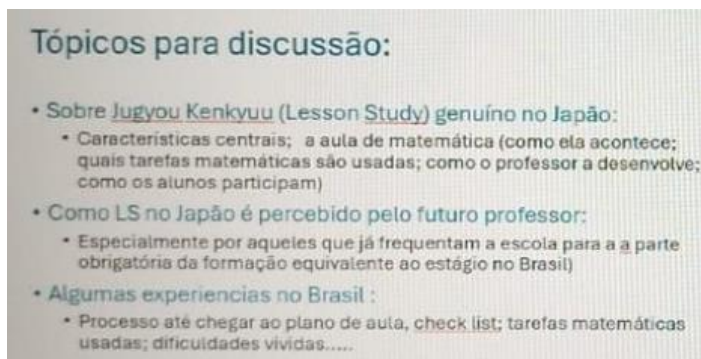 Tópicos para discussão:
• Sobre Jugyou Kenkyuu (Lesson Study) genuíno no Japão:
• Características centrais; a aula de matemática (como ela acontece;
quais tarefas matemáticas são usadas; como o professor a desenvolve;
como os alunos participam)
• Como LS no Japão é percebido pelo futuro professor:
• Especialmente por aqueles que já frequentam a escola para a a parte
obrigatória da formação equivalente ao estágio no Brasil)
• Algumas experiencias no Brasil :
• Processo até chegar ao plano de aula, check list; tarefas matemáticas
usadas; dificuldades vividas.....